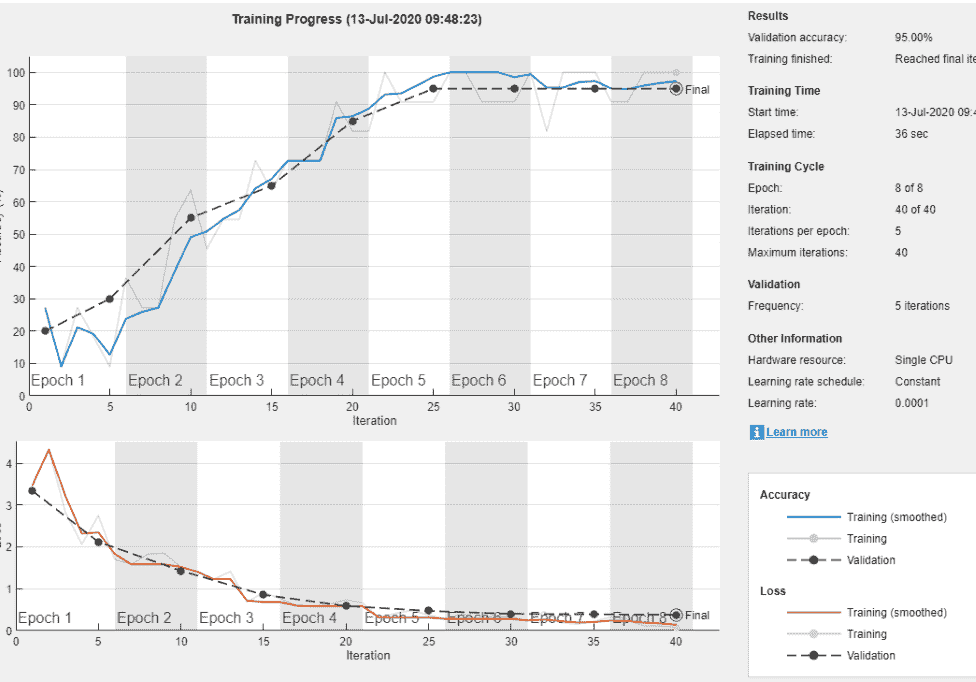 Training Progress (13-Jul-2020 09:48:23)
100
90
80
70
60
50
40
30
20
10
0
Final
Epoch 1 Epoch 2 Epoch 3 Epoch 4 Epoch 5 Epoch 6 Epoch 7 Epoch 8
0 5 10 15 20 25 30 35 40
Iteration
4
3
2
1
0
Final
Epoch 1 Epoch 2 Epoch 3 Epoch 4 Epoch 5 Epoch 6 Epoch 7 Epoch 8
0 5 10 15 20 25 30 35 40
Iteration
Results
Validation accuracy: 95.00%
Training finished: Reached final ite
Training Time
Start time: 13-Jul-2020 09:4
Elapsed time: 36 sec
Training Cycle
Epoch: 8 of 8
Iteration: 40 of 40
Iterations per epoch: 5
Maximum iterations: 40
Validation
Frequency: 5 iterations
Other Information
Hardware resource: Single CPU
Learning rate schedule: Constant
Learning rate: 0.0001
i Learn more
Accuracy
Training (smoothed)
Training
Validation
Loss
Training (smoothed)
Training
Validation